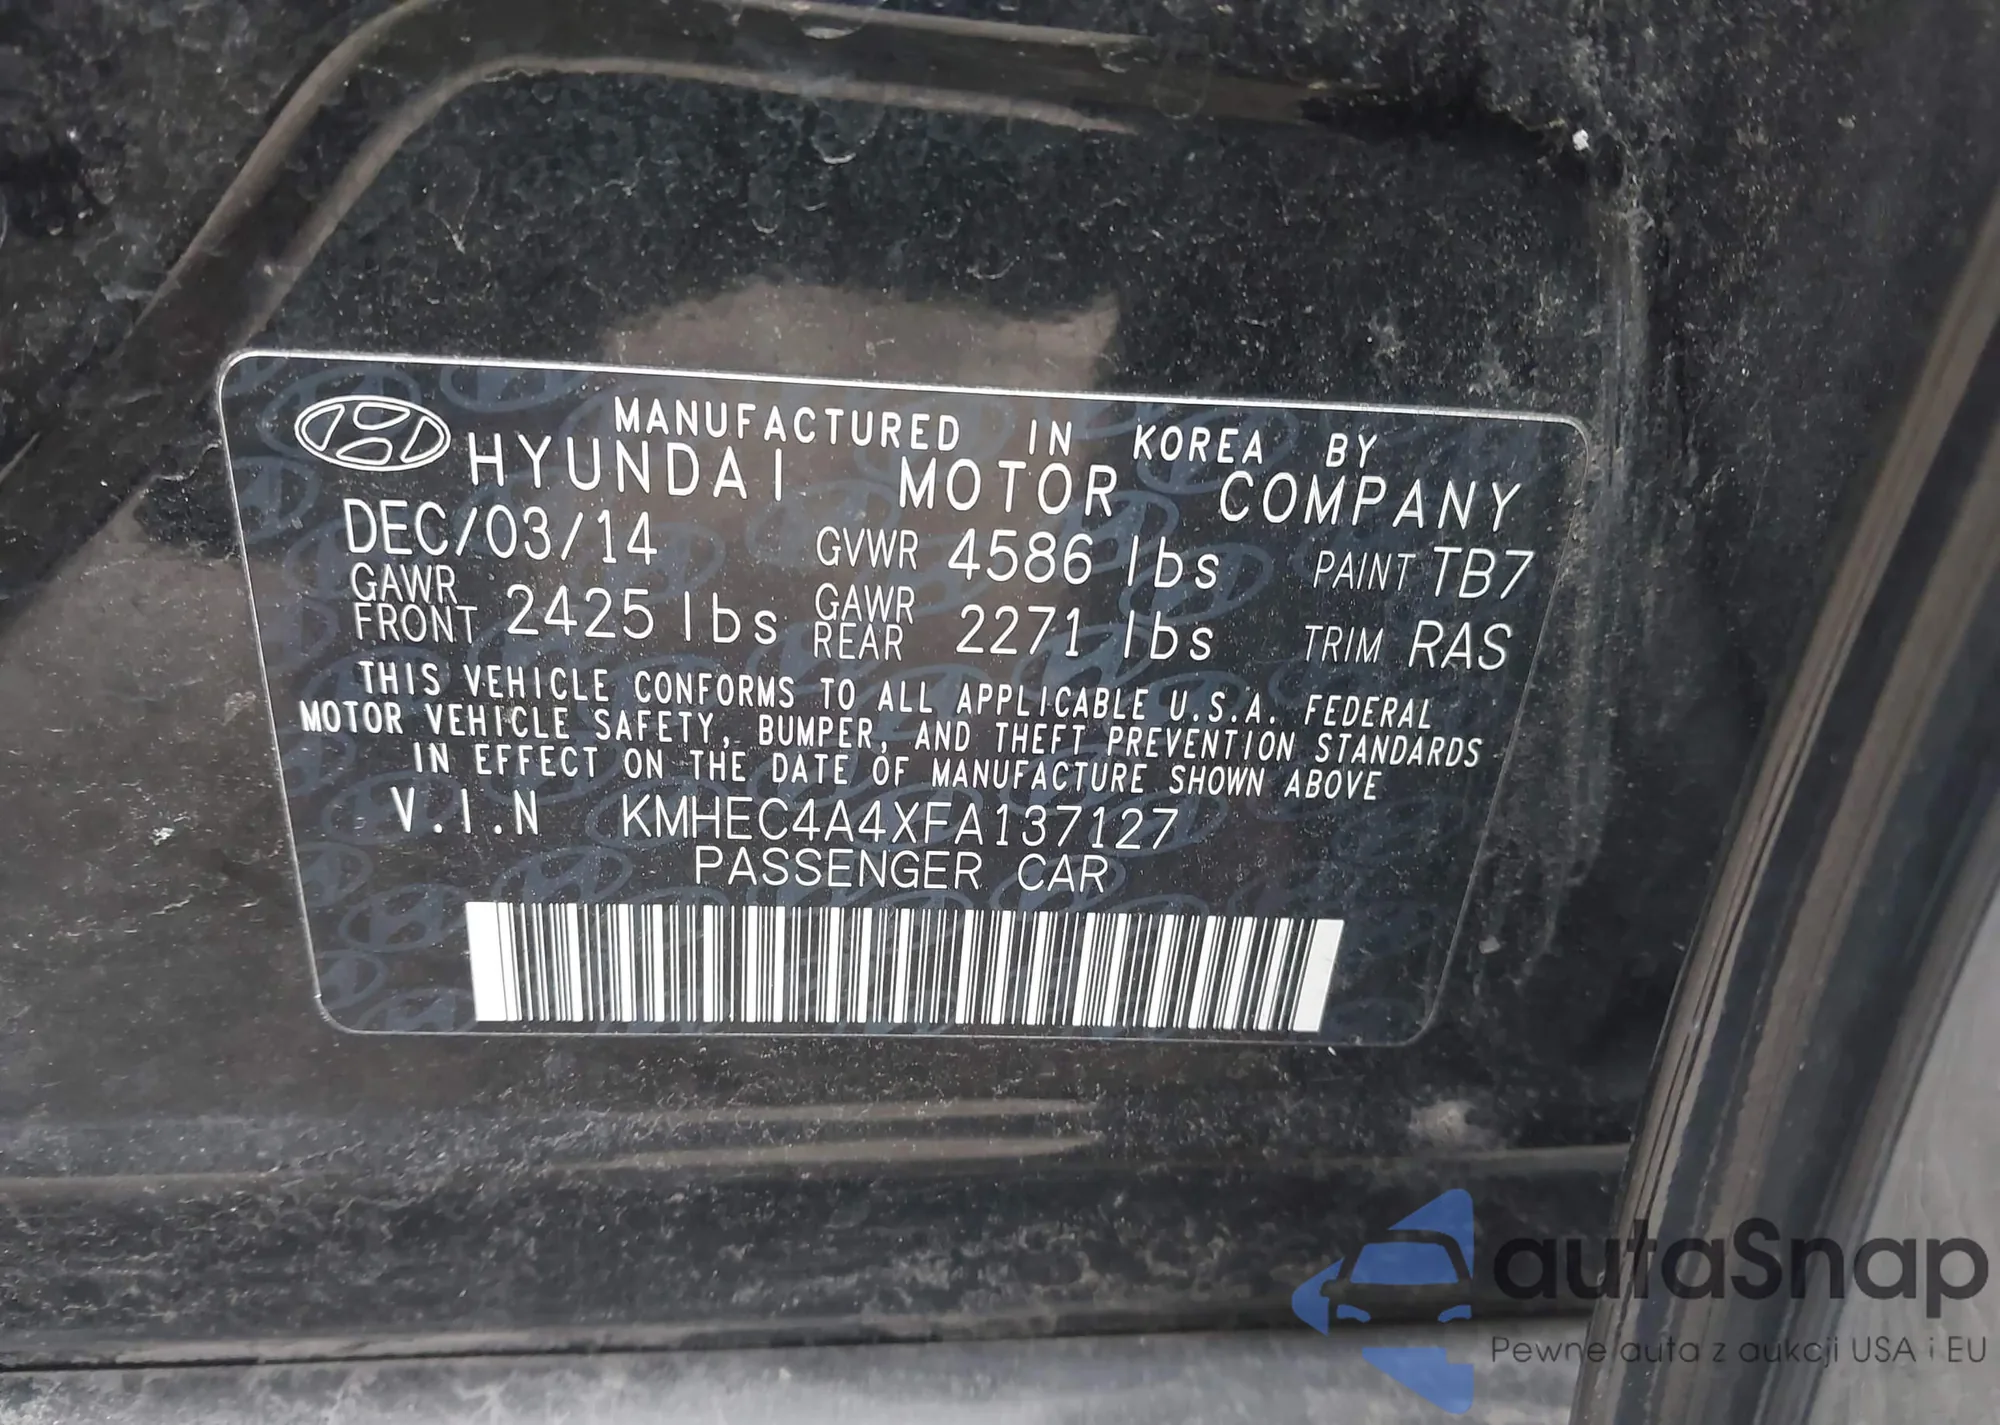 MANUFACTURED IN KOREA BY
HYUNDAI MOTOR COMPANY
DEC/03/14 GVWR 4586 lbs PAINT TB7
GAWR FRONT 2425 lbs GAWR REAR 2271 lbs TRIM RAS
THIS VEHICLE CONFORMS TO ALL APPLICABLE U.S.A. FEDERAL
MOTOR VEHICLE SAFETY, BUMPER, AND THEFT PREVENTION STANDARDS
IN EFFECT ON THE DATE OF MANUFACTURE SHOWN ABOVE
V.I.N KMHEC4A4XFA137127
PASSENGER CAR
autaSnap
Pewne auta z aukcji USA i EU